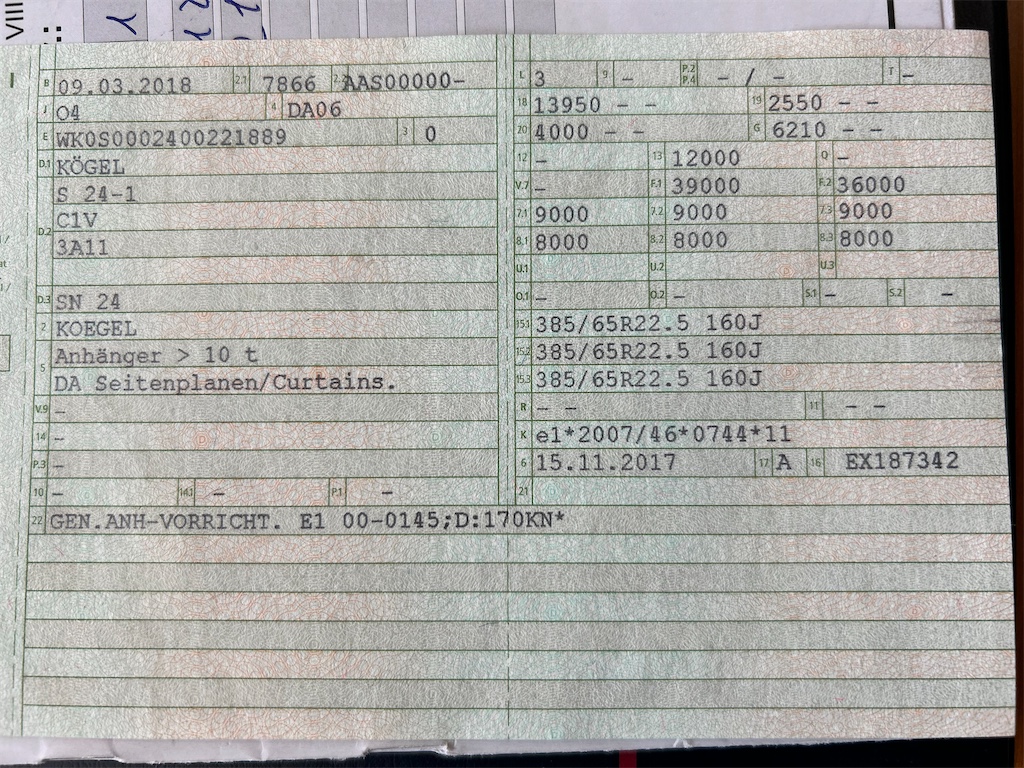 VIII
B 09.03.2018 2.1 7866 2.2 AAS00000-
J O4 4 DA06
E WK0S0002400221889 3 0
D.1 KÖGEL
S 24-1
D.2 C1V
3A11
D.3 SN 24
2 KOEGEL
5 Anhänger > 10 t
DA Seitenplanen/Curtains.
V.9 -
14 -
P.3 -
10 - 14.1 - P.1 -
L 3 9 - P.2 P.4 - / - T -
18 13950 - - 19 2550 - -
20 4000 - - G 6210 - -
12 - 13 12000 Q -
V.7 - F.1 39000 F.2 36000
7.1 9000 7.2 9000 7.3 9000
8.1 8000 8.2 8000 8.3 8000
U.1 U.2 U.3
O.1 - O.2 - S.1 - S.2 -
15.1 385/65R22.5 160J
15.2 385/65R22.5 160J
15.3 385/65R22.5 160J
R - - 11 - -
K e1*2007/46*0744*11
6 15.11.2017 17 A 16 EX187342
21
22 GEN.ANH-VORRICHT. E1 00-0145;D:170KN*